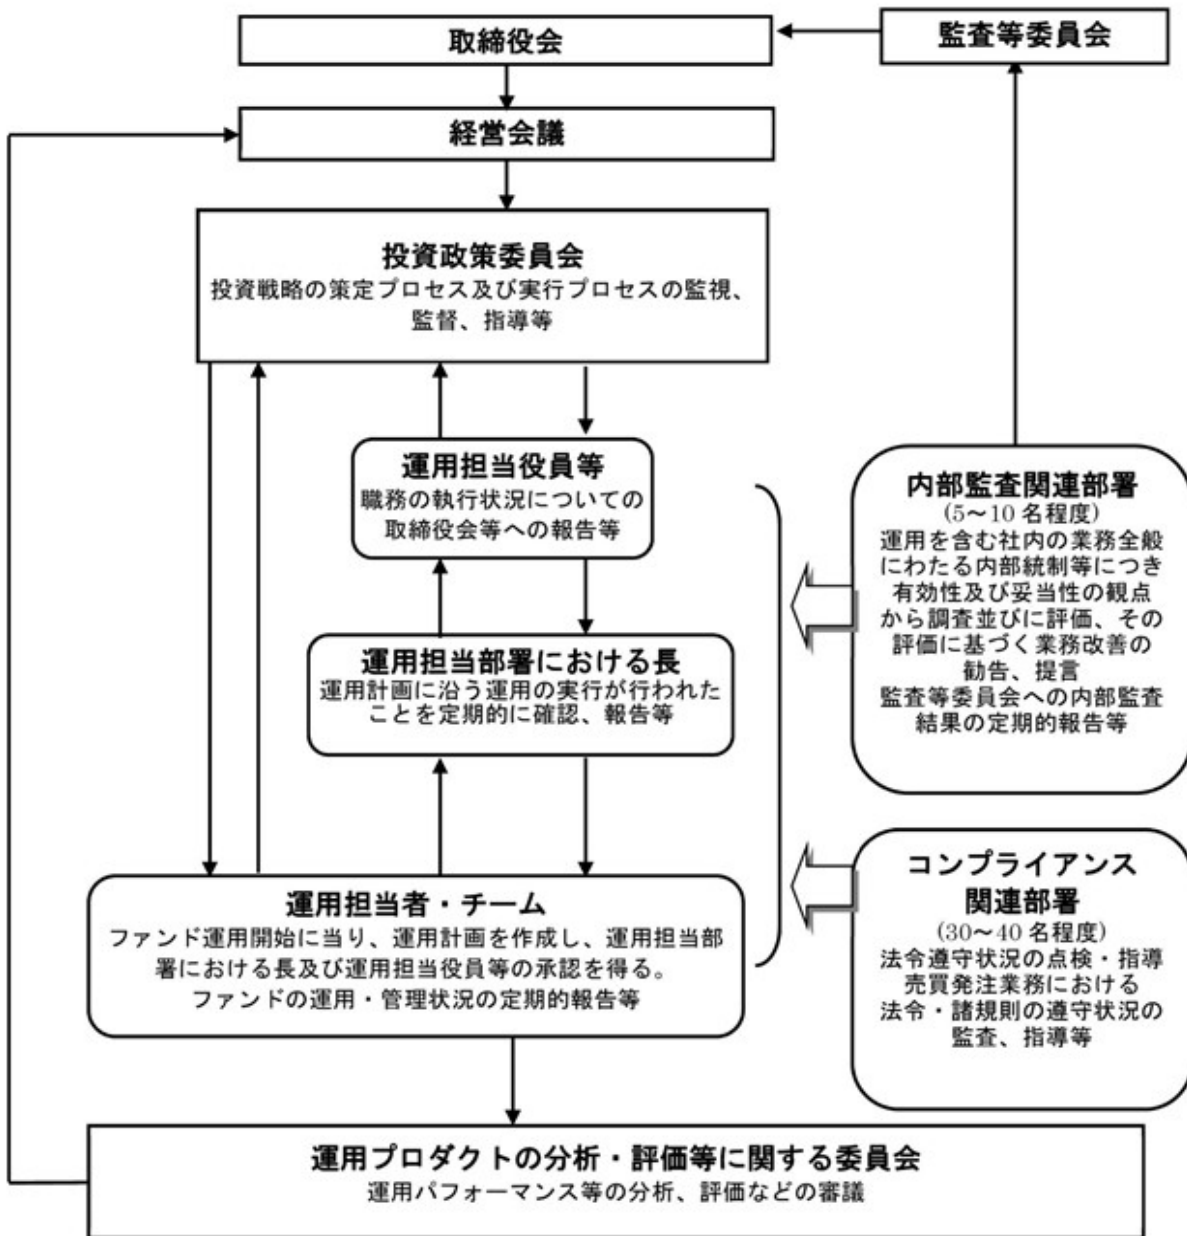 取締役会
監査等委員会
経営会議
投資政策委員会
投資戦略の策定プロセス及び実行プロセスの監視、
監督、指導等
運用担当役員等
職務の執行状況についての
取締役会等への報告等
運用担当部署における長
運用計画に沿う運用の実行が行われた
ことを定期的に確認、報告等
運用担当者・チーム
ファンド運用開始に当り、運用計画を作成し、運用担当部
署における長及び運用担当役員等の承認を得る。
ファンドの運用・管理状況の定期的報告等
内部監査関連部署
(5～10 名程度)
運用を含む社内の業務全般
にわたる内部統制等につき
有効性及び妥当性の観点
から調査並びに評価、その
評価に基づく業務改善の
勧告、提言
監査等委員会への内部監査
結果の定期的報告等
コンプライアンス
関連部署
(30～40 名程度)
法令遵守状況の点検・指導
売買発注業務における
法令・諸規則の遵守状況の
監査、指導等
運用プロダクトの分析・評価等に関する委員会
運用パフォーマンス等の分析、評価などの審議